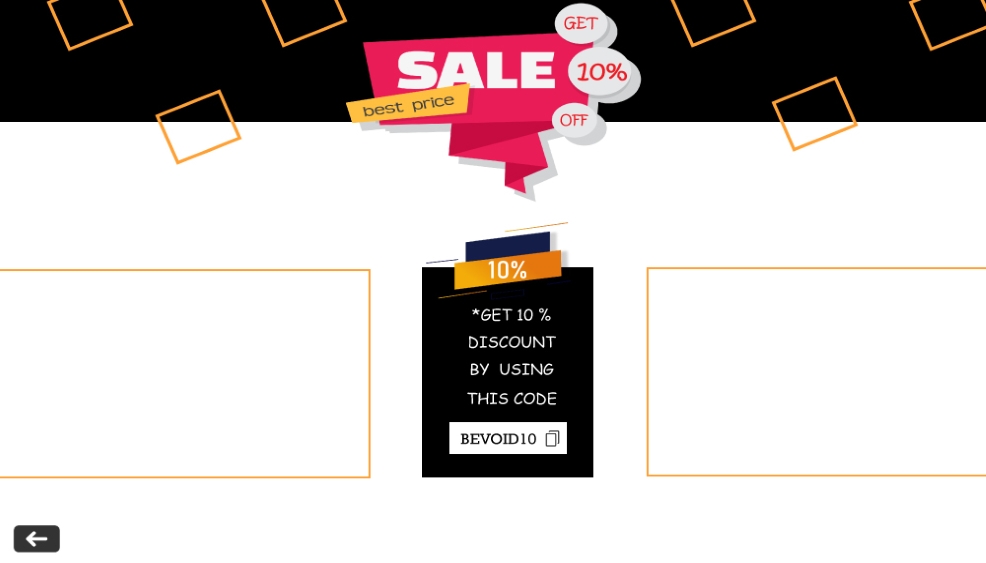 GET
SALE
10%
best price
OFF
10%
*GET 10 %
DISCOUNT
BY USING
THIS CODE
BEVOID10